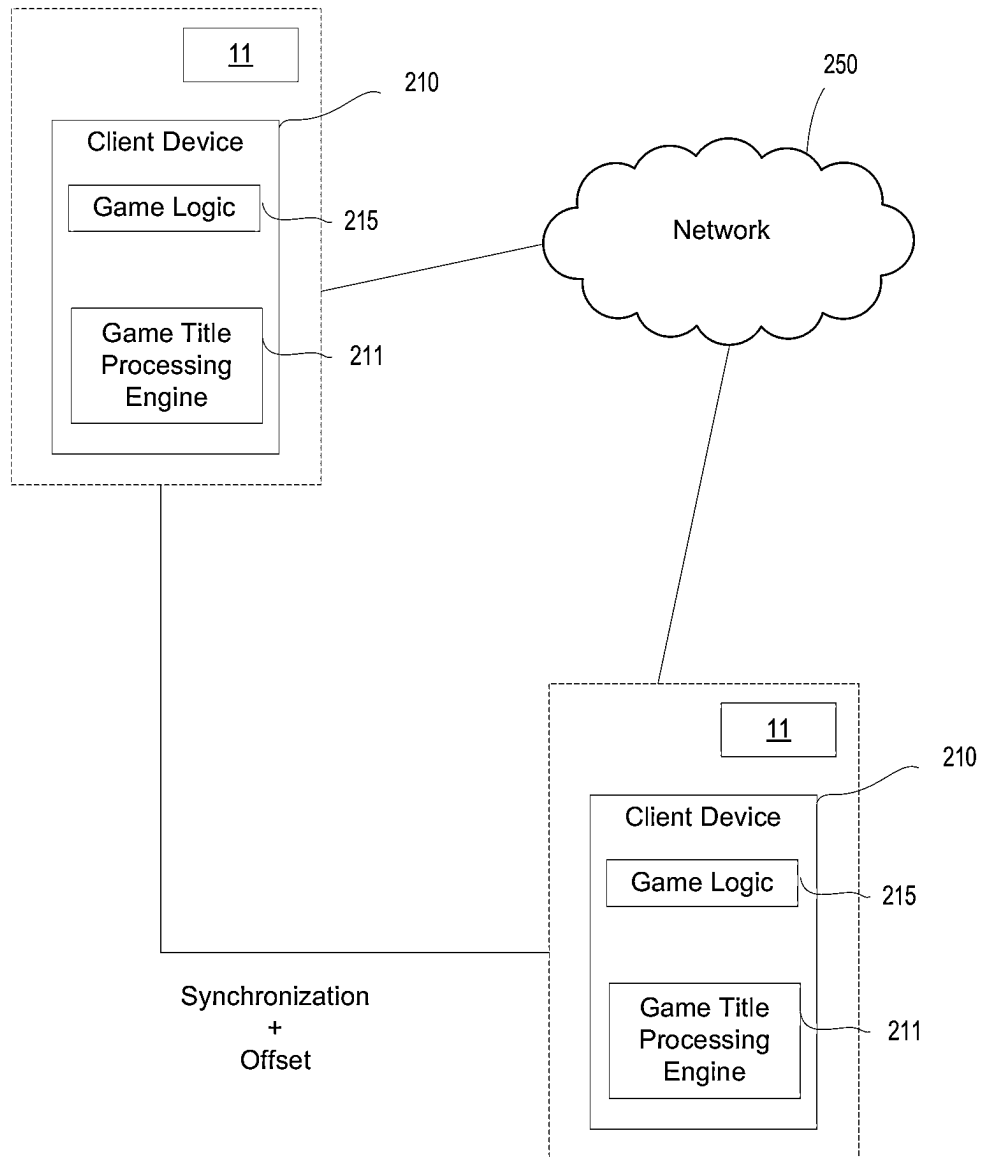 11
210
Client Device
Game Logic
215
Game Title
Processing
Engine
211
250
Network
11
210
Client Device
Game Logic
215
Game Title
Processing
Engine
211
Synchronization
+
Offset